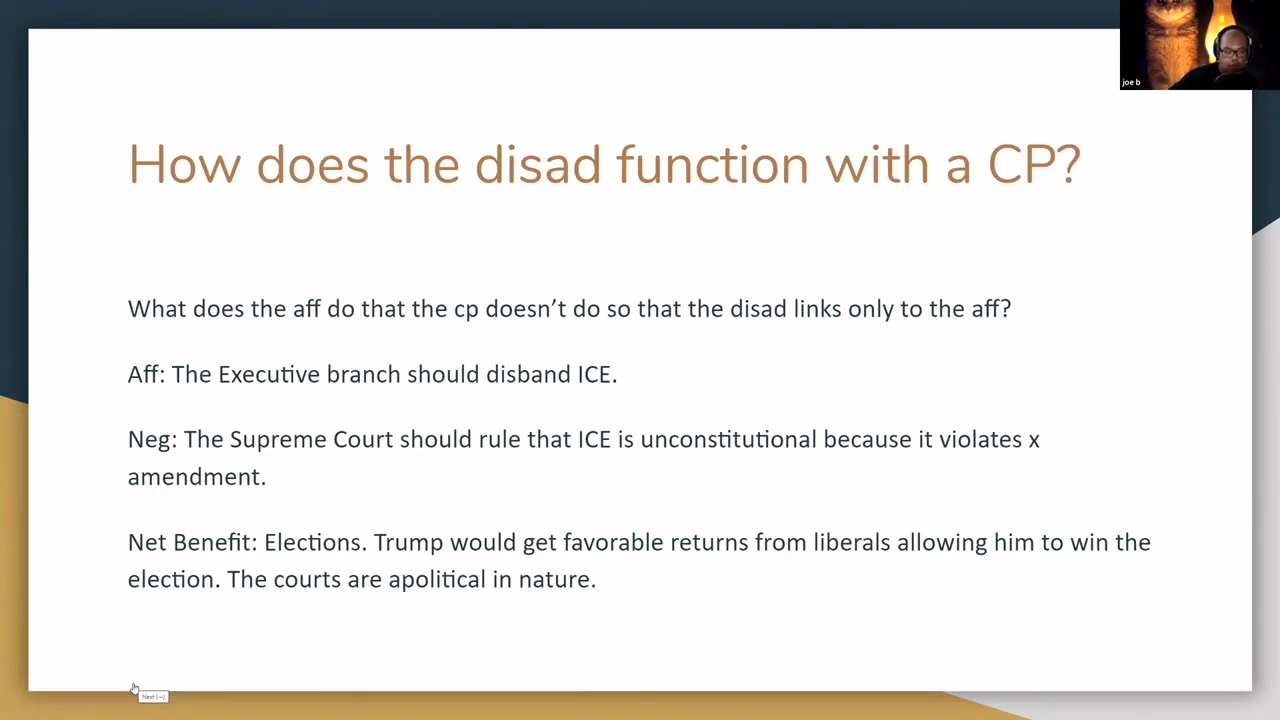 joe b
How does the disad function with a CP?
What does the aff do that the cp doesn’t do so that the disad links only to the aff?
Aff: The Executive branch should disband ICE.
Neg: The Supreme Court should rule that ICE is unconstitutional because it violates x
amendment.
Net Benefit: Elections. Trump would get favorable returns from liberals allowing him to win the
election. The courts are apolitical in nature.
Next (→)